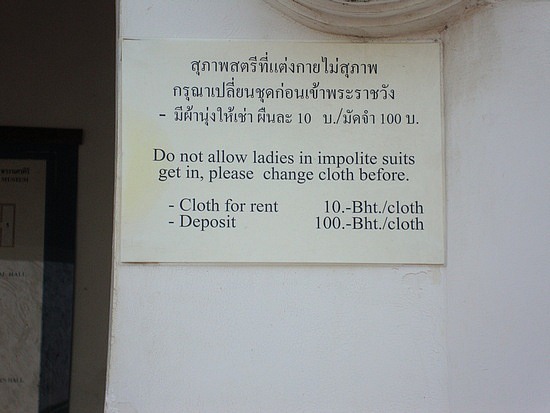 สุภาพสตรีที่แต่งกายไม่สุภาพ
กรุณาเปลี่ยนชุดก่อนเข้าพระราชวัง
- มีผ้านุ่งให้เช่า ผืนละ 10 บ./มัดจำ 100 บ.
Do not allow ladies in impolite suits
get in, please change cloth before.
- Cloth for rent 10.-Bht./cloth
- Deposit 100.-Bht./cloth